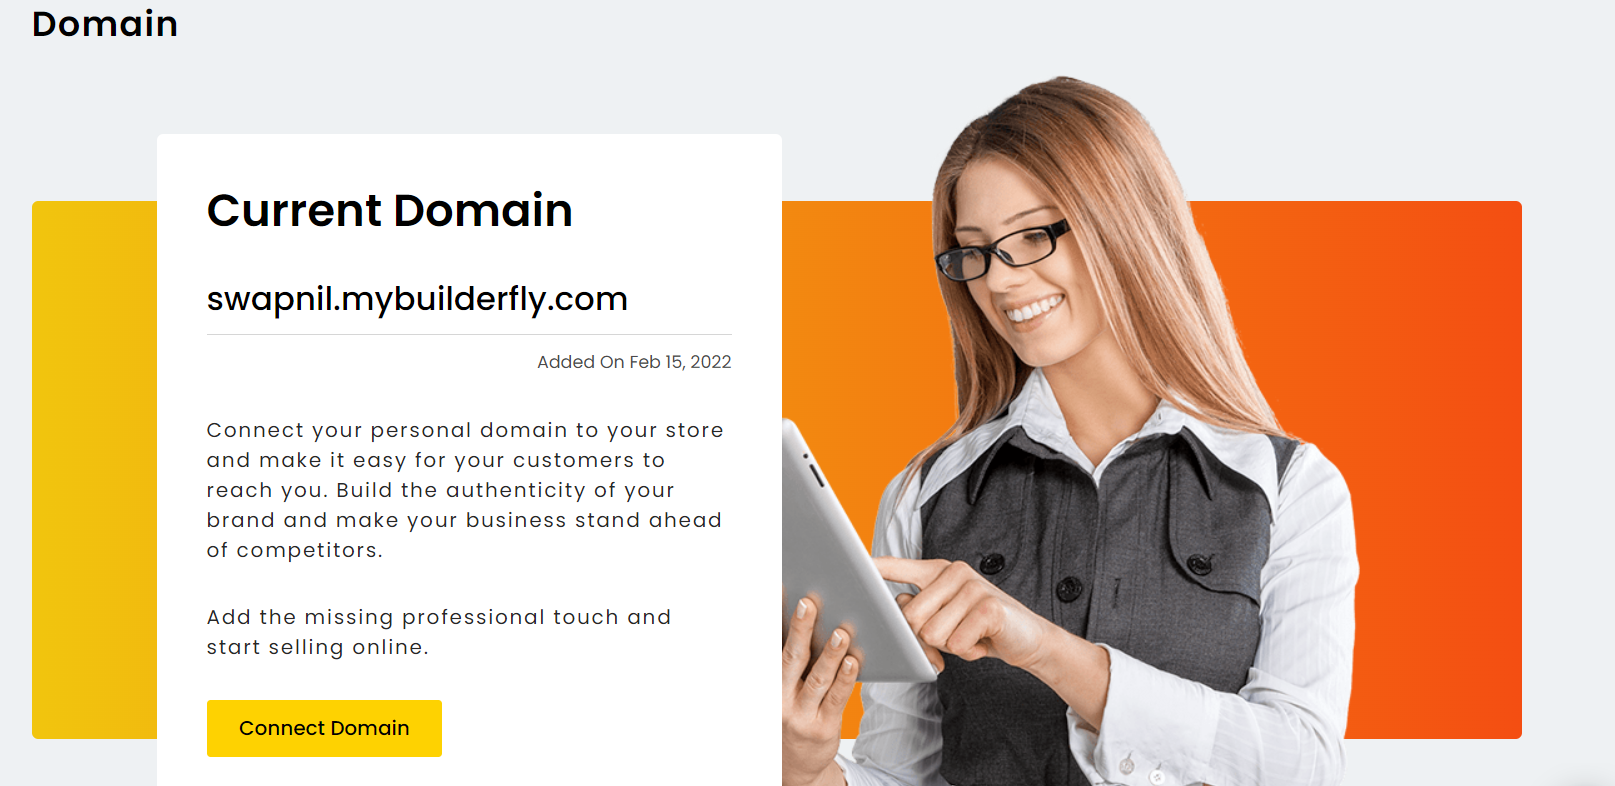 Domain
Current Domain
swapnil.mybuilderfly.com
Added On Feb 15, 2022
Connect your personal domain to your store
and make it easy for your customers to
reach you. Build the authenticity of your
brand and make your business stand ahead
of competitors.
Add the missing professional touch and
start selling online.
Connect Domain